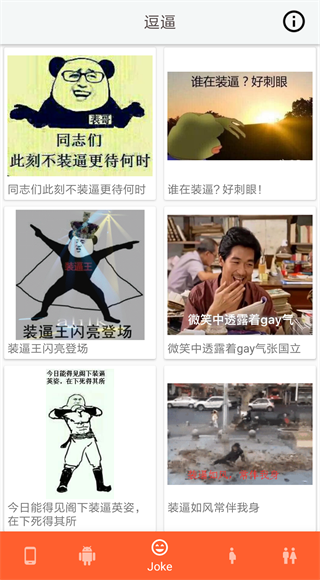 逗逼
表哥
同志们
此刻不装逼更待何时
同志们此刻不装逼更待何时
谁在装逼？好刺眼
谁在装逼？好刺眼！
装逼王
装逼王闪亮登场
装逼王闪亮登场
微笑中透露着gay气
微笑中透露着gay气张国立
今日能得见阁下装逼
英姿，在下死得其所
今日能得见阁下装逼英姿，
在下死得其所
装逼如风常伴我身
Joke